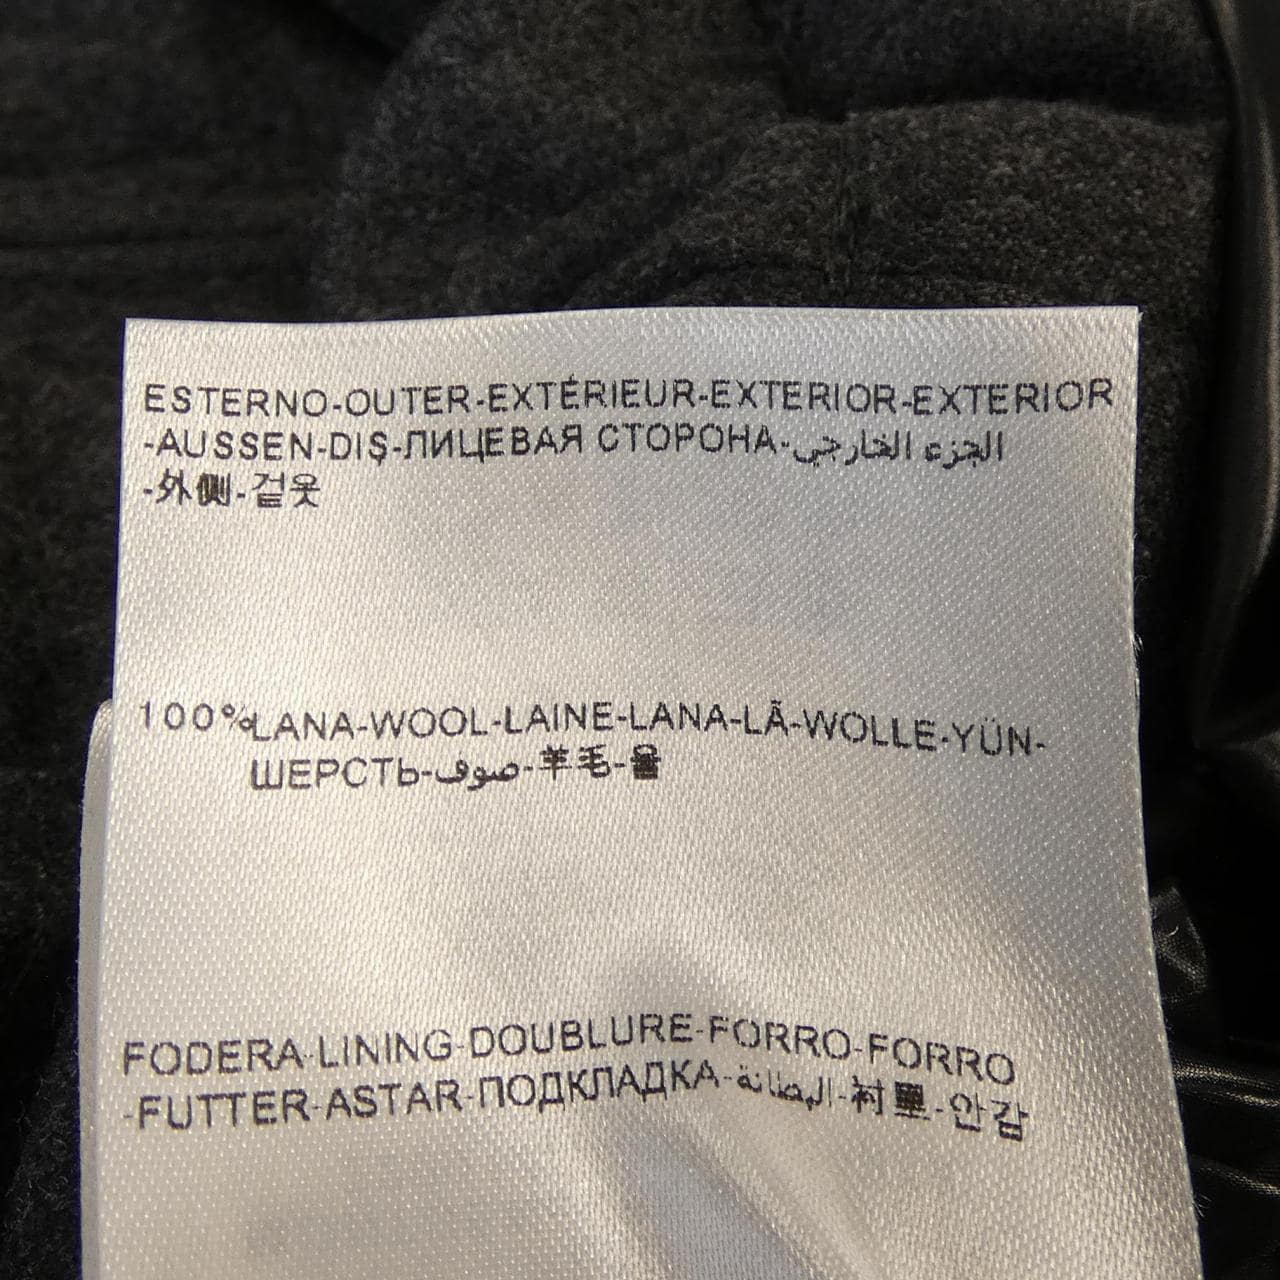 ESTERNO-OUTER-EXTÉRIEUR-EXTERIOR-EXTERIOR
-AUSSEN-DIŞ-ЛИЦЕВАЯ СТОРОНА-الجزء الخارجي
-外側-겉옷
100%LANA-WOOL-LAINE-LANA-LÃ-WOLLE-YÜN-
ШЕРСТЬ-صوف-羊毛-울
FODERA-LINING-DOUBLURE-FORRO-FORRO
-FUTTER-ASTAR-ПОДКЛАДКА-البطانة-衬里-안감